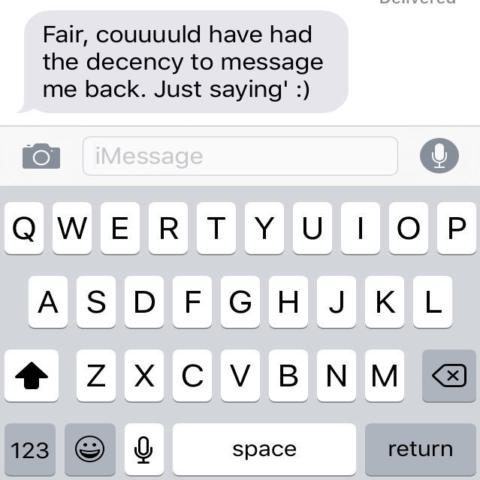 Delivered
Fair, couuuuld have had
the decency to message
me back. Just saying' :)
iMessage
Q W E R T Y U I O P
A S D F G H J K L
Z X C V B N M
123 space return